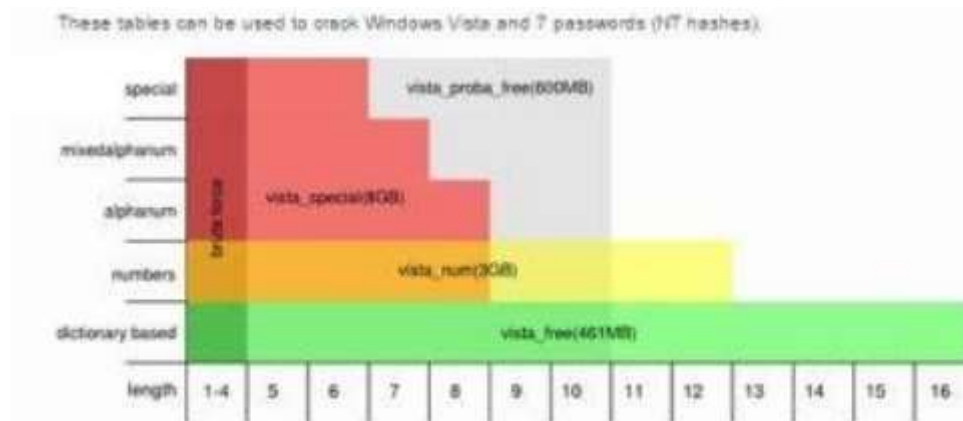 These tables can be used to crack Windows Vista and 7 passwords (NT hashes).
special
vista_proba_free(600MB)
mixedalphanum
brute force
vista_special(8GB)
alphanum
numbers
vista_num(3GB)
dictionary based
vista_free(461MB)
length 1-4 5 6 7 8 9 10 11 12 13 14 15 16